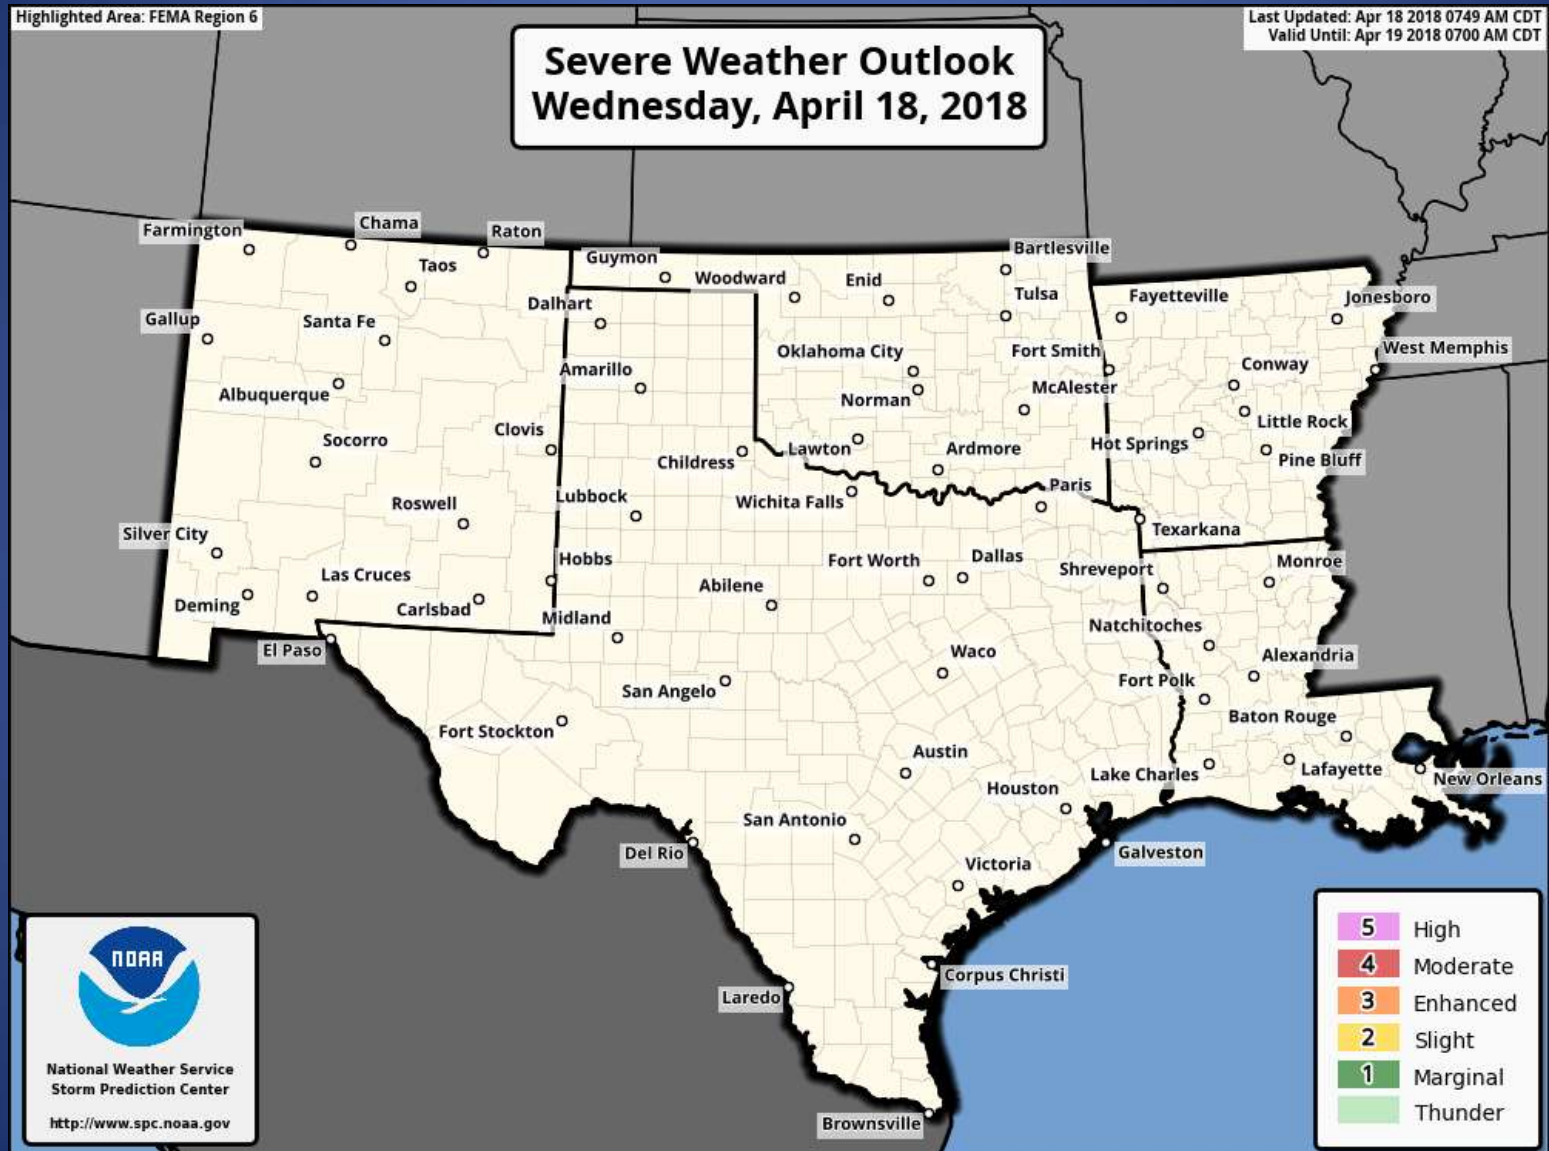 Highlighted Area: FEMA Region 6
Last Updated: Apr 18 2018 0749 AM CDT
Valid Until: Apr 19 2018 0700 AM CDT
Severe Weather Outlook
Wednesday, April 18, 2018
Farmington
Chama
Raton
Taos
Guymon
Woodward
Enid
Bartlesville
Tulsa
Fayetteville
Jonesboro
Gallup
Santa Fe
Dalhart
Oklahoma City
Fort Smith
West Memphis
Amarillo
Conway
Albuquerque
Norman
McAlester
Little Rock
Socorro
Clovis
Childress
Lawton
Ardmore
Hot Springs
Pine Bluff
Roswell
Lubbock
Wichita Falls
Paris
Silver City
Texarkana
Las Cruces
Hobbs
Abilene
Fort Worth
Dallas
Shreveport
Monroe
Deming
Carlsbad
Midland
Natchitoches
El Paso
Waco
Alexandria
San Angelo
Fort Polk
Fort Stockton
Baton Rouge
Austin
Lake Charles
Lafayette
New Orleans
Houston
San Antonio
Del Rio
Victoria
Galveston
Corpus Christi
Laredo
Brownsville
NOAA
National Weather Service
Storm Prediction Center
http://www.spc.noaa.gov
5 High
4 Moderate
3 Enhanced
2 Slight
1 Marginal
Thunder